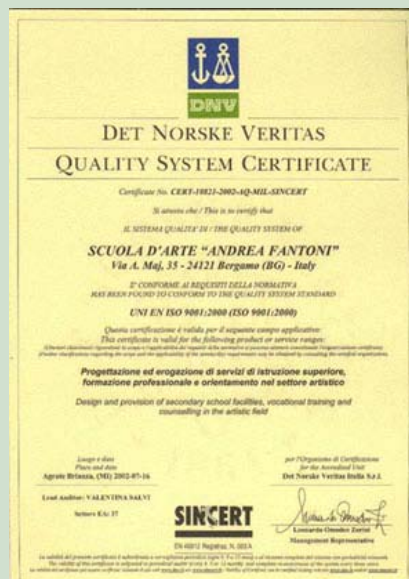 DNV
DET NORSKE VERITAS
QUALITY SYSTEM CERTIFICATE
Certificate No. CERT-10821-2002-AQ-MIL-SINCERT
Si attesta che / This is to certify that
IL SISTEMA QUALITA' DI / THE QUALITY SYSTEM OF
SCUOLA D'ARTE "ANDREA FANTONI"
Via A. Maj, 35 - 24121 Bergamo (BG) - Italy
E' CONFORME AI REQUISITI DELLA NORMATIVA
HAS BEEN FOUND TO CONFORM TO THE QUALITY SYSTEM STANDARD
UNI EN ISO 9001:2000 (ISO 9001:2000)
Questa certificazione è valida per il seguente campo applicativo:
This certificate is valid for the following product or service ranges:
Progettazione ed erogazione di servizi di istruzione superiore,
formazione professionale e orientamento nel settore artistico
Design and provision of secondary school facilities, vocational training and
counselling in the artistic field
Luogo e data
Place and date
Agrate Brianza, (MI) 2002-07-16
per l'Organismo di Certificazione
for the Accredited Unit
Det Norske Veritas Italia S.r.l.
Lead Auditor: VALENTINA SALVI
Settore EA: 37
SINCERT
Leonardo Omodeo Zorini
Management Representative